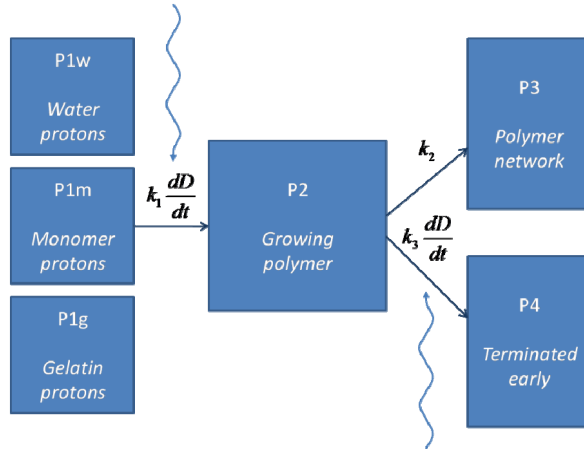 P1w
Water
protons
P1m
Monomer
protons
P1g
Gelatin
protons
k₁ dD/dt
P2
Growing
polymer
k₂
k₃ dD/dt
P3
Polymer
network
P4
Terminated
early